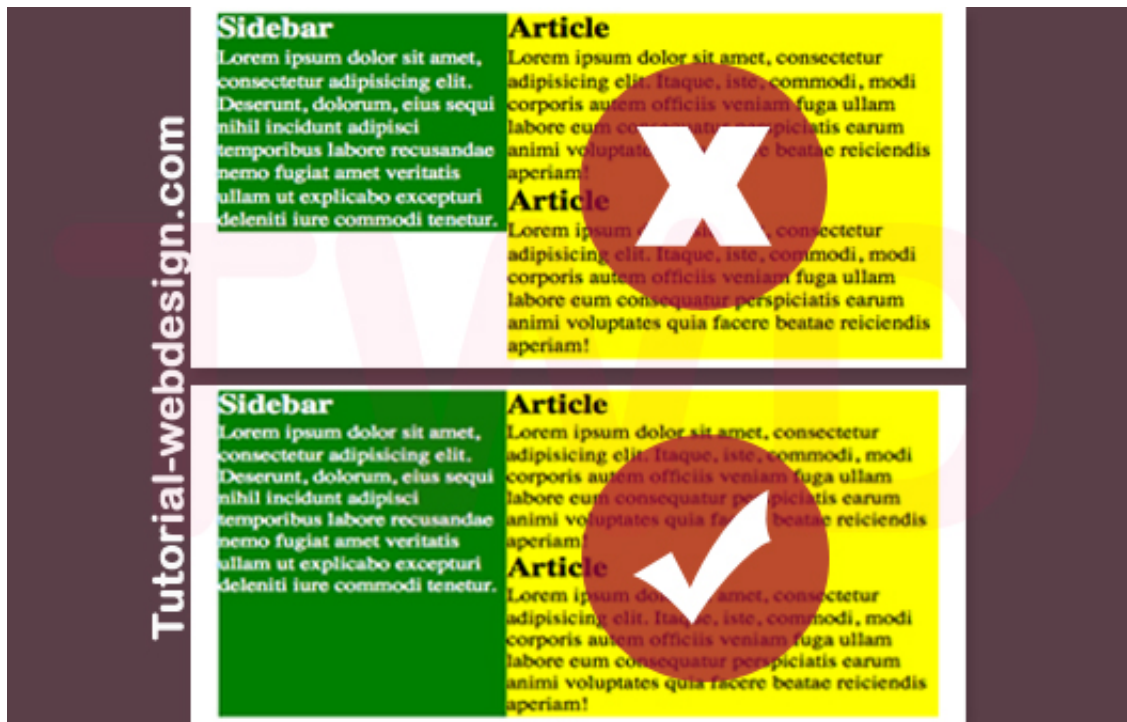 Tutorial-webdesign.com
Sidebar
Lorem ipsum dolor sit amet,
consectetur adipisicing elit.
Deserunt, dolorum, eius sequi
nihil incidunt adipisci
temporibus labore recusandae
nemo fugiat amet veritatis
ullam ut explicabo excepturi
deleniti iure commodi tenetur.
Article
Lorem ipsum dolor sit amet, consectetur
adipisicing elit. Itaque, iste, commodi, modi
corporis autem officiis veniam fuga ullam
labore eum consequatur perspiciatis earum
animi voluptates beatae reiciendis
aperiam!
Article
Lorem ipsum amet, consectetur
adipisicing elit. Itaque, iste, commodi, modi
corporis autem officiis veniam fuga ullam
labore eum consequatur perspiciatis earum
animi voluptates quia facere beatae reiciendis
aperiam!
Sidebar
Lorem ipsum dolor sit amet,
consectetur adipisicing elit.
Deserunt, dolorum, eius sequi
nihil incidunt adipisci
temporibus labore recusandae
nemo fugiat amet veritatis
ullam ut explicabo excepturi
deleniti iure commodi tenetur.
Article
Lorem ipsum dolor sit amet, consectetur
adipisicing elit. Itaque, iste, commodi, modi
corporis autem officiis veniam fuga ullam
labore eum consequatur perspiciatis earum
animi voluptates quia facere beatae reiciendis
aperiam!
Article
Lorem ipsum dolor sit amet, consectetur
adipisicing elit. Itaque, iste, commodi, modi
corporis autem officiis veniam fuga ullam
labore eum consequatur perspiciatis earum
animi voluptates quia facere beatae reiciendis
aperiam!
TWD